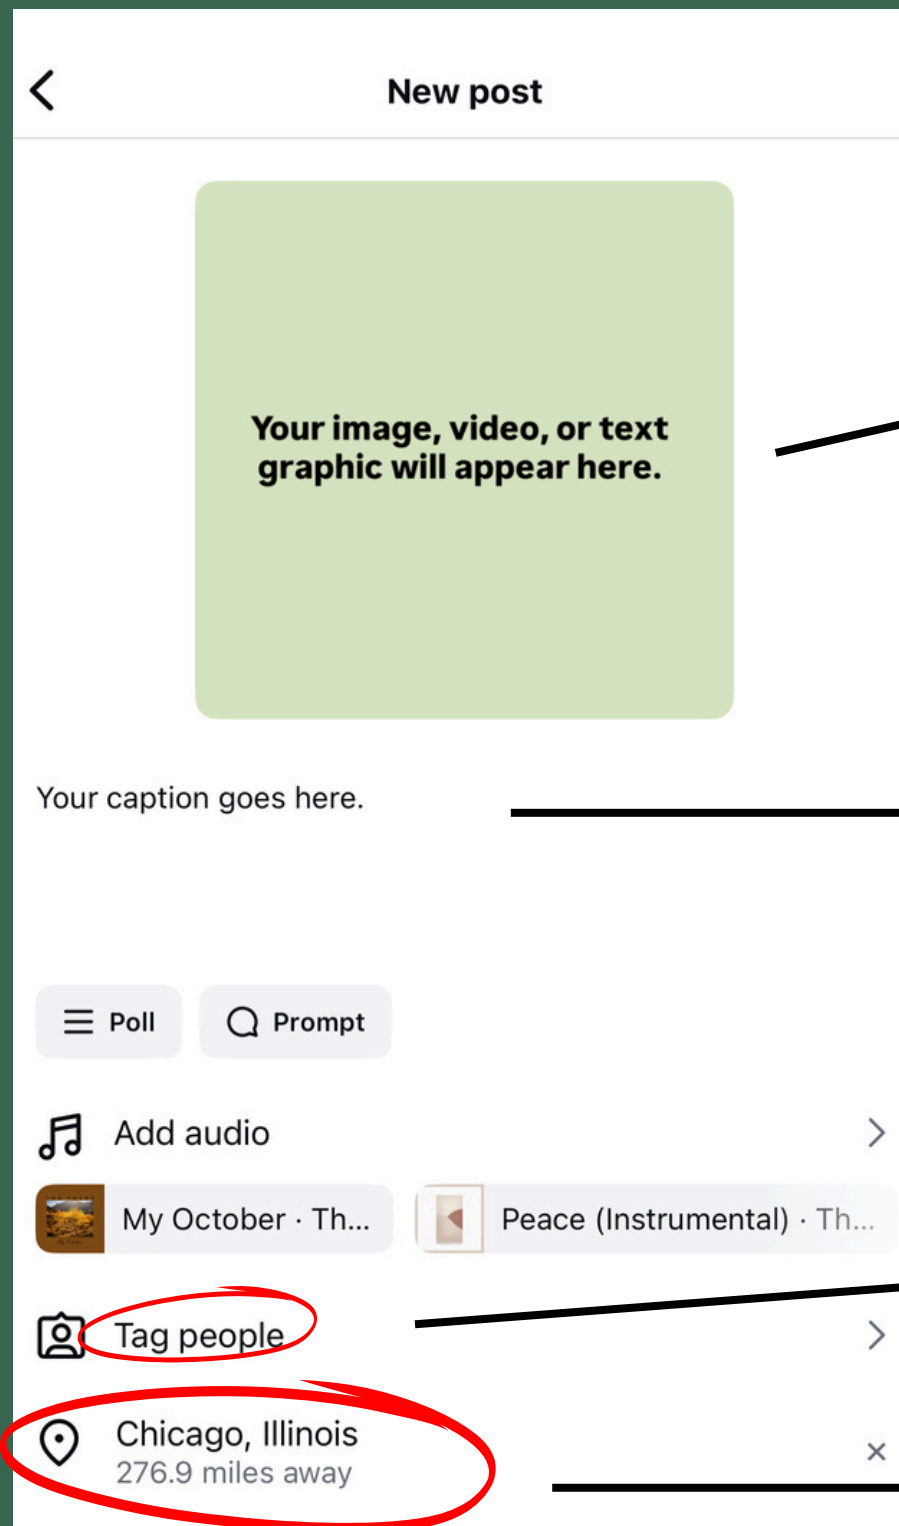 New post
Your image, video, or text
graphic will appear here.
Your caption goes here.
Poll
Prompt
Add audio
My October · Th...
Peace (Instrumental) · Th...
Tag people
Chicago, Illinois
276.9 miles away